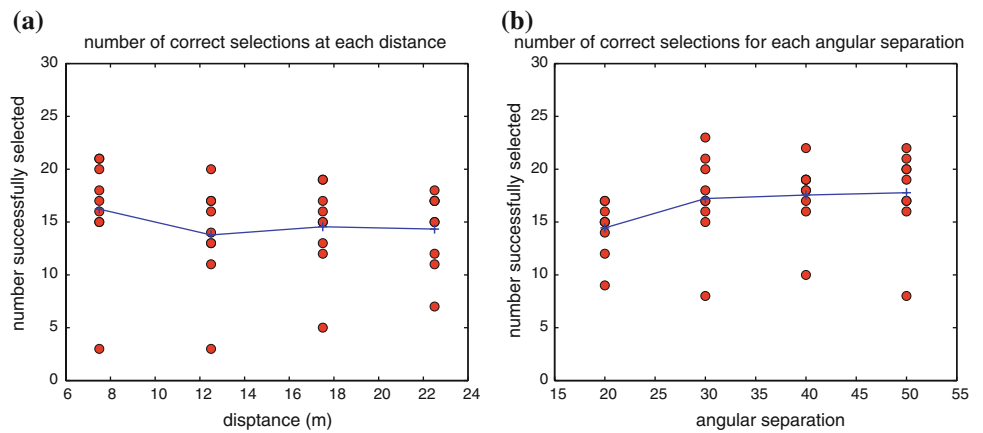 (a)
number of correct selections at each distance
30
25
20
15
10
5
0
number successfully selected
6 8 10 12 14 16 18 20 22 24
disptance (m)
(b)
number of correct selections for each angular separation
30
25
20
15
10
5
0
number successfully selected
15 20 25 30 35 40 45 50 55
angular separation